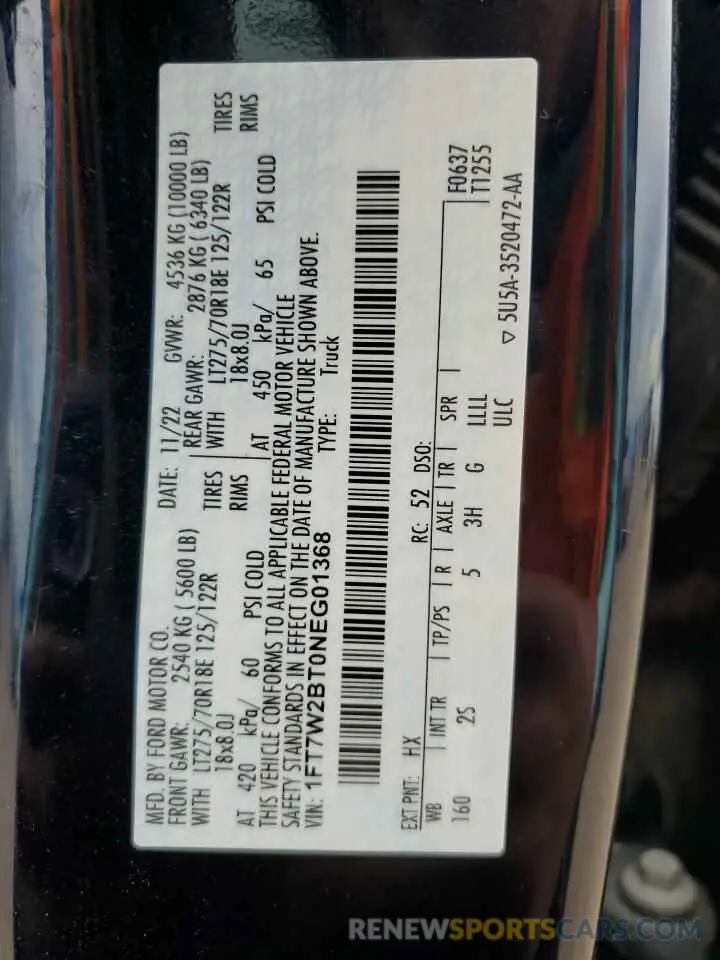 MFD. BY FORD MOTOR CO. DATE: 11/22 GVWR: 4536 KG (10000 LB)
FRONT GAWR: 2540 KG ( 5600 LB) REAR GAWR: 2876 KG ( 6340 LB)
WITH LT275/70R18E 125/122R TIRES WITH LT275/70R18E 125/122R TIRES
18x8.0J RIMS 18x8.0J RIMS
AT 420 kPa/ 60 PSI COLD AT 450 kPa/ 65 PSI COLD
THIS VEHICLE CONFORMS TO ALL APPLICABLE FEDERAL MOTOR VEHICLE
SAFETY STANDARDS IN EFFECT ON THE DATE OF MANUFACTURE SHOWN ABOVE.
VIN: 1FT7W2BT0NEG01368 TYPE: Truck
EXT PNT: HX RC: 52 DSO: F0637
WB INT TR TP/PS R AXLE TR SPR T1255
160 2S 5 3H G LLLL
ULC
▽ 5U5A-3520472-AA
RENEWSPORTSCARS.COM